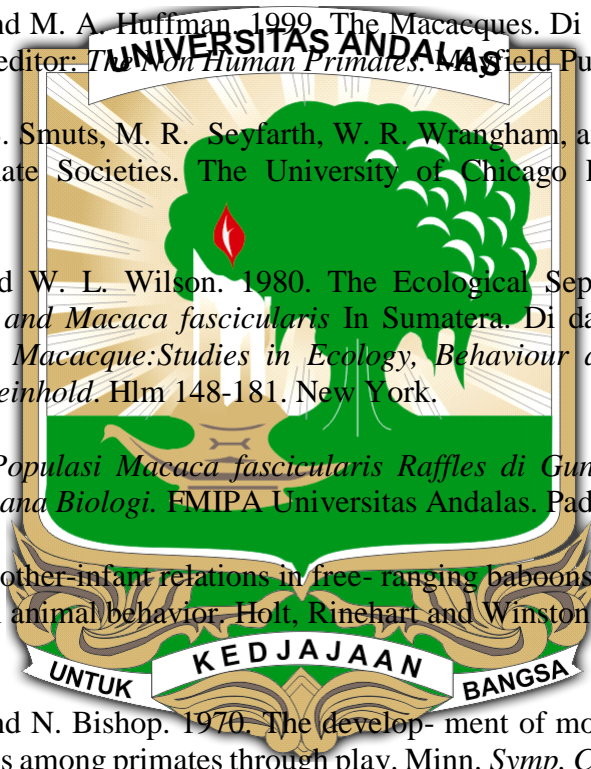 nd M. A. Huffman. 1999. The Macacques. Di
UNIVERSITAS ANDALAS
editor: The Non Human Primates. Mayfield Pu
. Smuts, M. R. Seyfarth, W. R. Wrangham, a
ate Societies. The University of Chicago
d W. L. Wilson. 1980. The Ecological Sep
and Macaca fascicularis In Sumatera. Di da
Macacque:Studies in Ecology, Behaviour
einhold. Hlm 148-181. New York.
Populasi Macaca fascicularis Raffles di Gun
ana Biologi. FMIPA Universitas Andalas. Pad
other-infant relations in free- ranging baboons
animal behavior. Holt, Rinehart and Winston
UNTUK KEDJAJAAN BANGSA
nd N. Bishop. 1970. The develop- ment of mo
s among primates through play. Minn. Symp. C